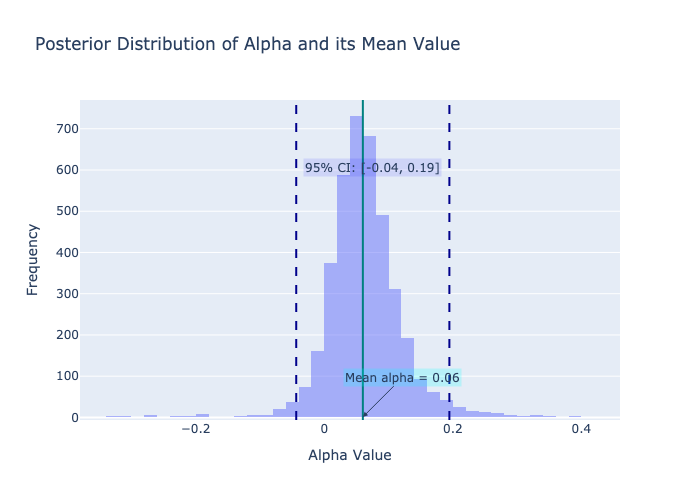 Posterior Distribution of Alpha and its Mean Value
Frequency
700
600
500
400
300
200
100
0
95% CI: [-0.04, 0.19]
Mean alpha = 0.06
−0.2
0
0.2
0.4
Alpha Value